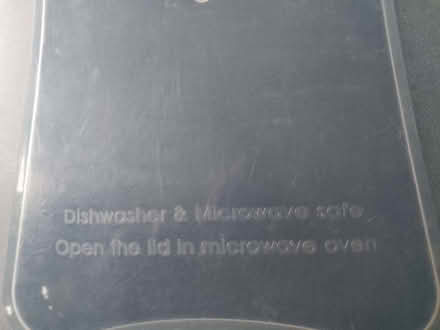 Dishwasher & Microwave safe
Open the lid in microwave oven